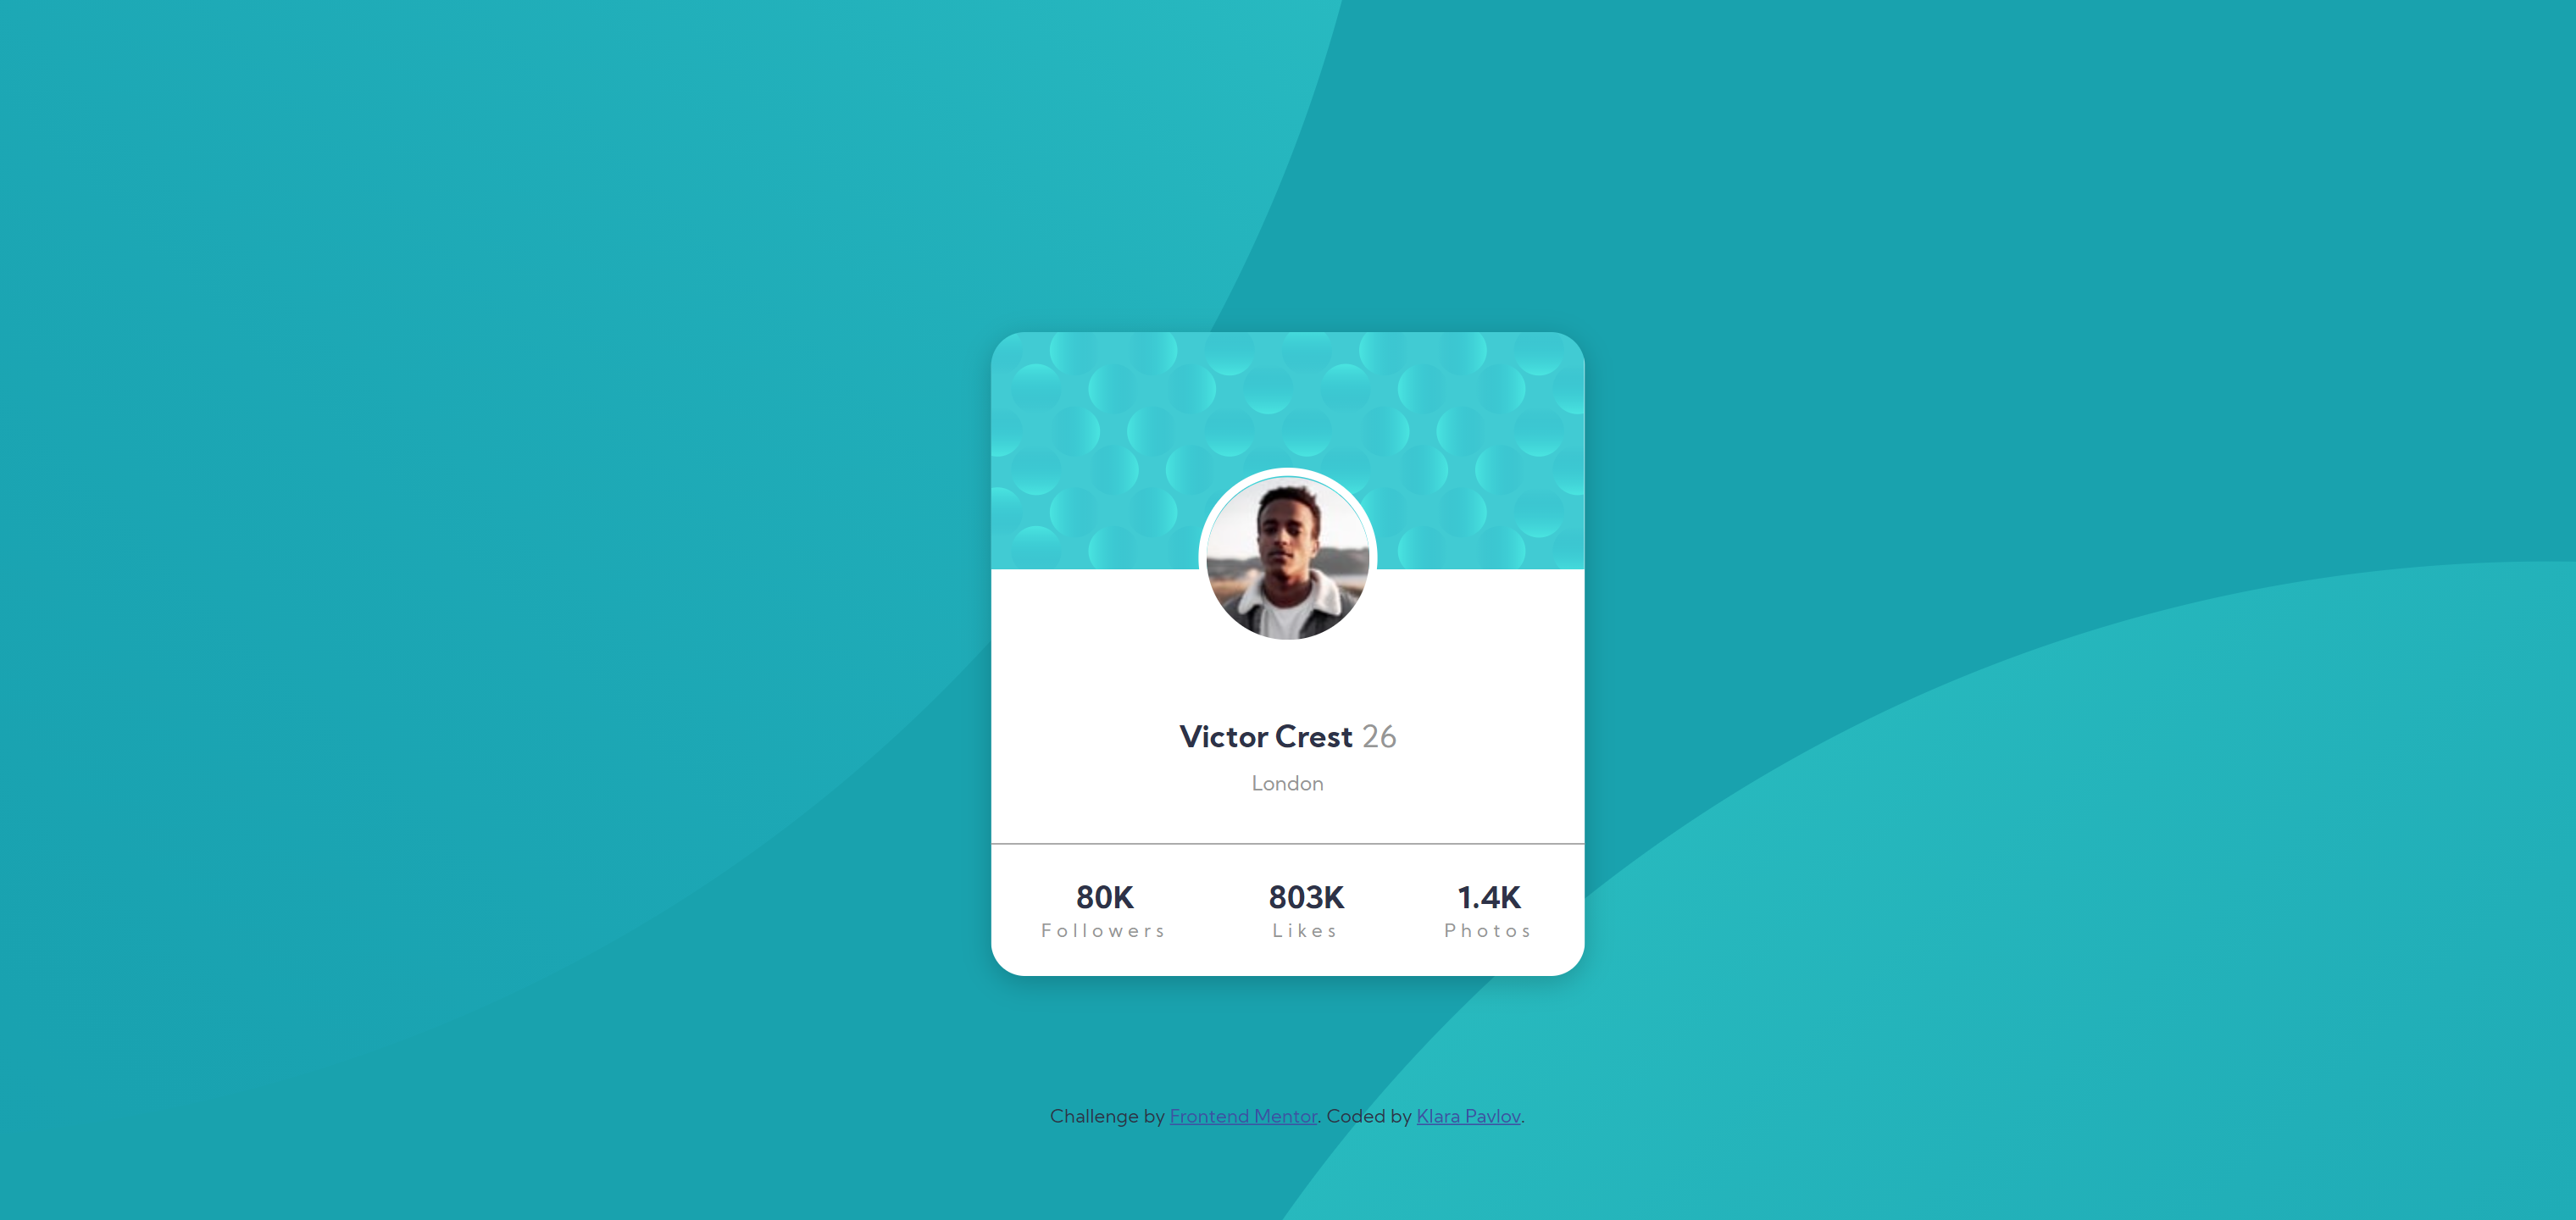 Victor Crest 26
London
80K 803K 1.4K
Followers Likes Photos
Challenge by Frontend Mentor. Coded by Klara Pavlov.